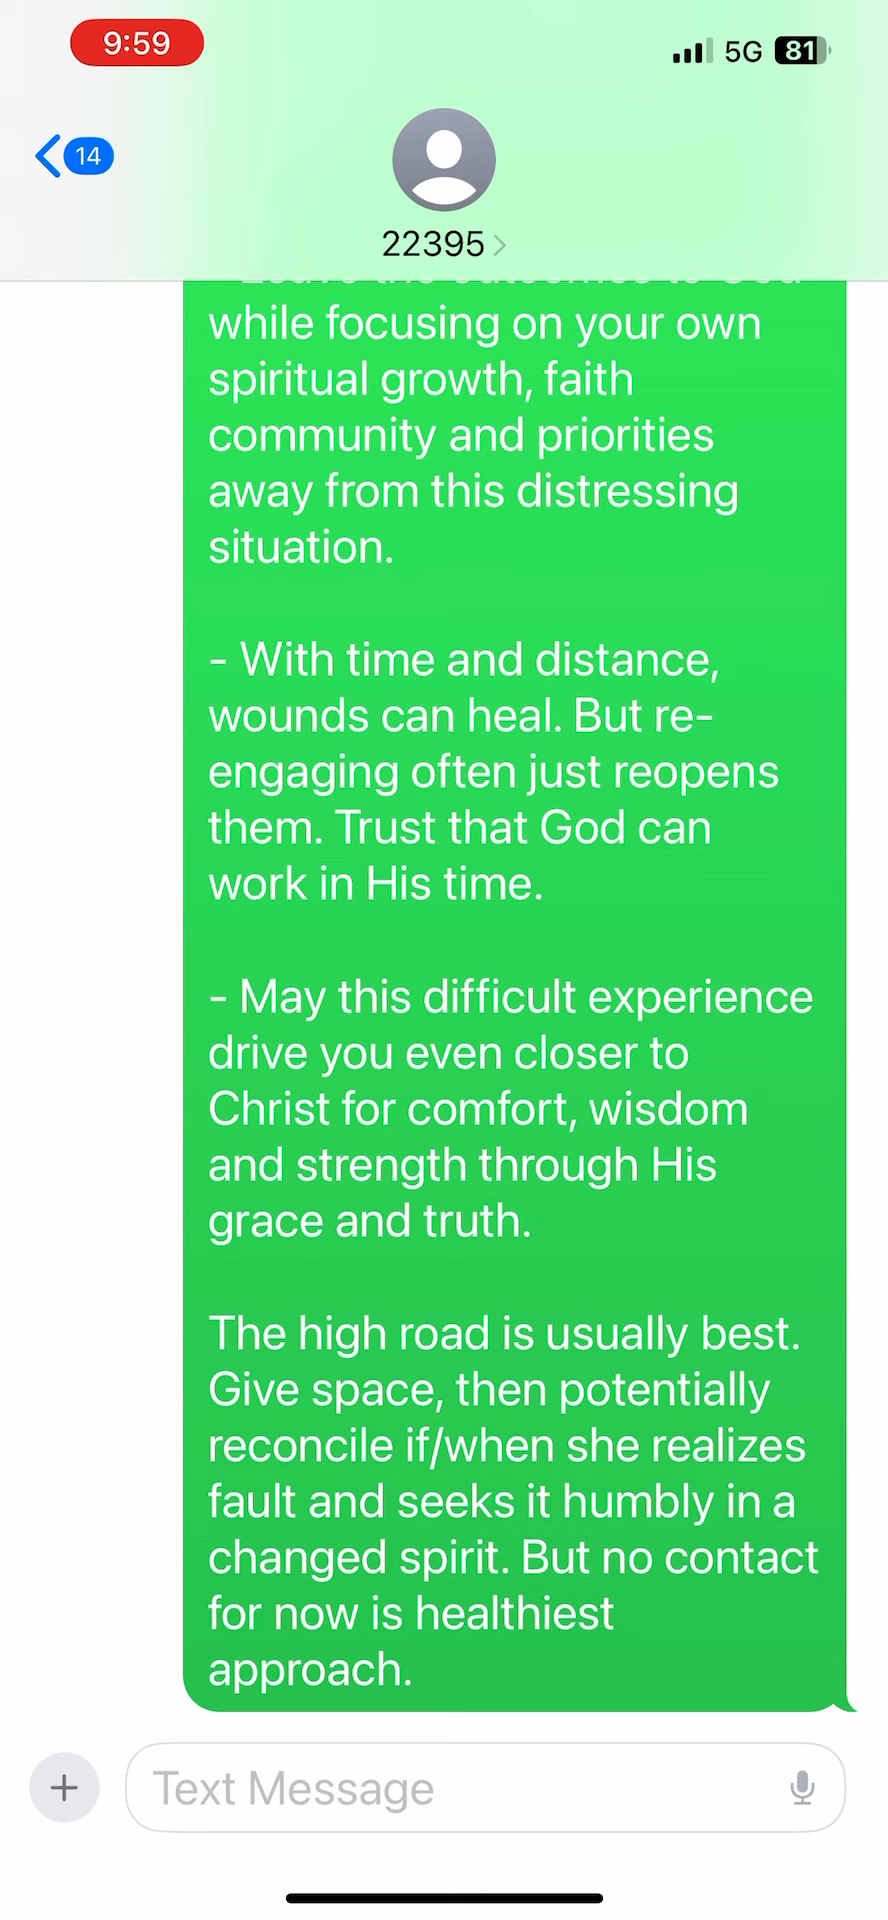 9:59
5G 81
14
22395
while focusing on your own
spiritual growth, faith
community and priorities
away from this distressing
situation.
- With time and distance,
wounds can heal. But re-
engaging often just reopens
them. Trust that God can
work in His time.
- May this difficult experience
drive you even closer to
Christ for comfort, wisdom
and strength through His
grace and truth.
The high road is usually best.
Give space, then potentially
reconcile if/when she realizes
fault and seeks it humbly in a
changed spirit. But no contact
for now is healthiest
approach.
Text Message